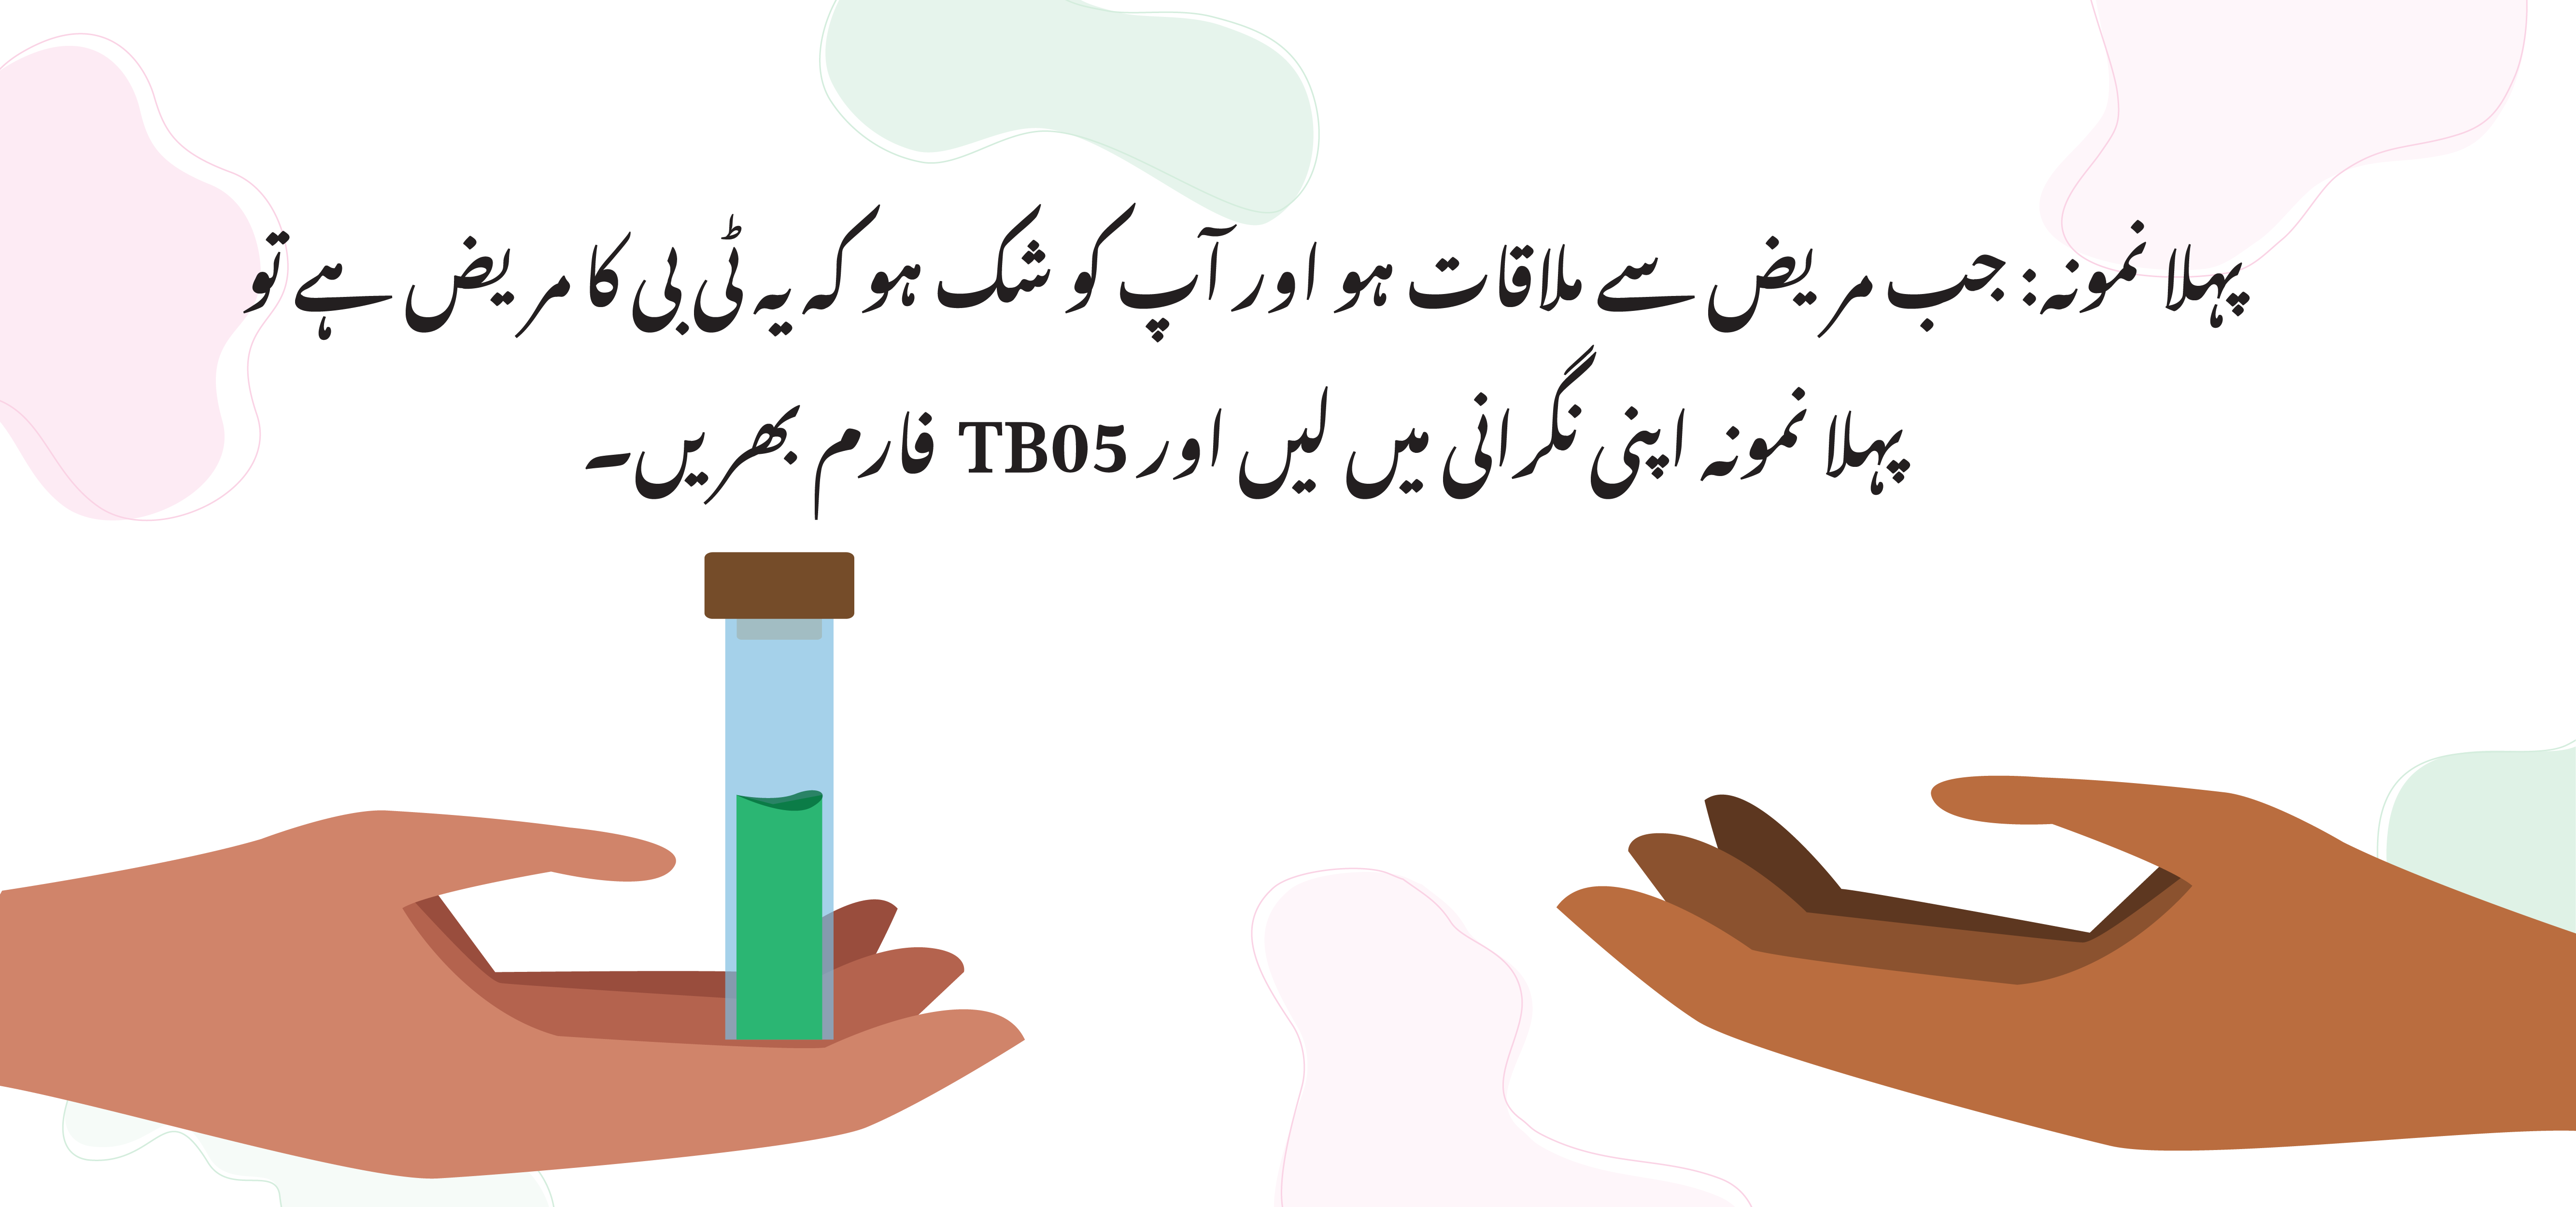 پہلا نمونہ: جب مریض سے ملاقات ہو اور آپ کو شک ہو کہ یہ ٹی بی کا مریض ہے تو
پہلا نمونہ اپنی نگرانی میں لیں اور TB05 فارم بھریں۔